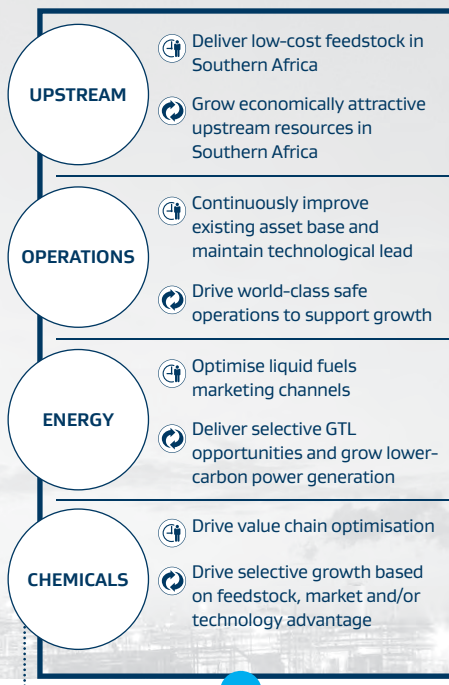 UPSTREAM
Deliver low-cost feedstock in
Southern Africa
Grow economically attractive
upstream resources in
Southern Africa
OPERATIONS
Continuously improve
existing asset base and
maintain technological lead
Drive world-class safe
operations to support growth
ENERGY
Optimise liquid fuels
marketing channels
Deliver selective GTL
opportunities and grow lower-
carbon power generation
CHEMICALS
Drive value chain optimisation
Drive selective growth based
on feedstock, market and/or
technology advantage